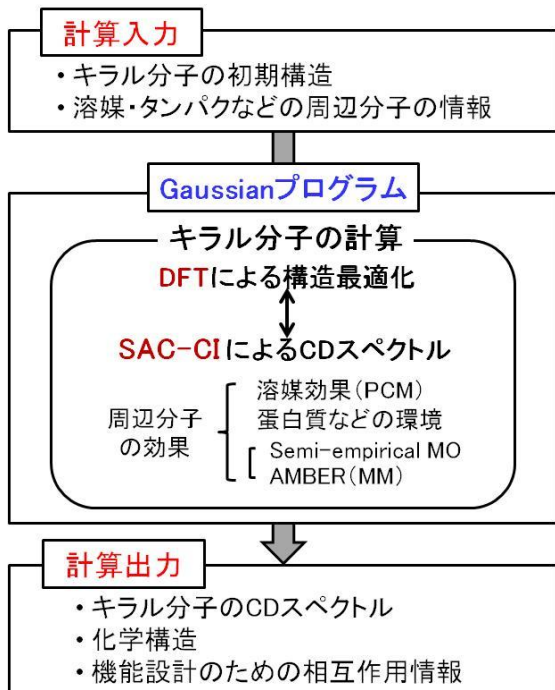 計算入力
・キラル分子の初期構造
・溶媒・タンパクなどの周辺分子の情報
Gaussianプログラム
キラル分子の計算
DFTによる構造最適化
SAC-CIによるCDスペクトル
周辺分子
の効果
溶媒効果(PCM)
蛋白質などの環境
Semi-empirical MO
AMBER(MM)
計算出力
・キラル分子のCDスペクトル
・化学構造
・機能設計のための相互作用情報